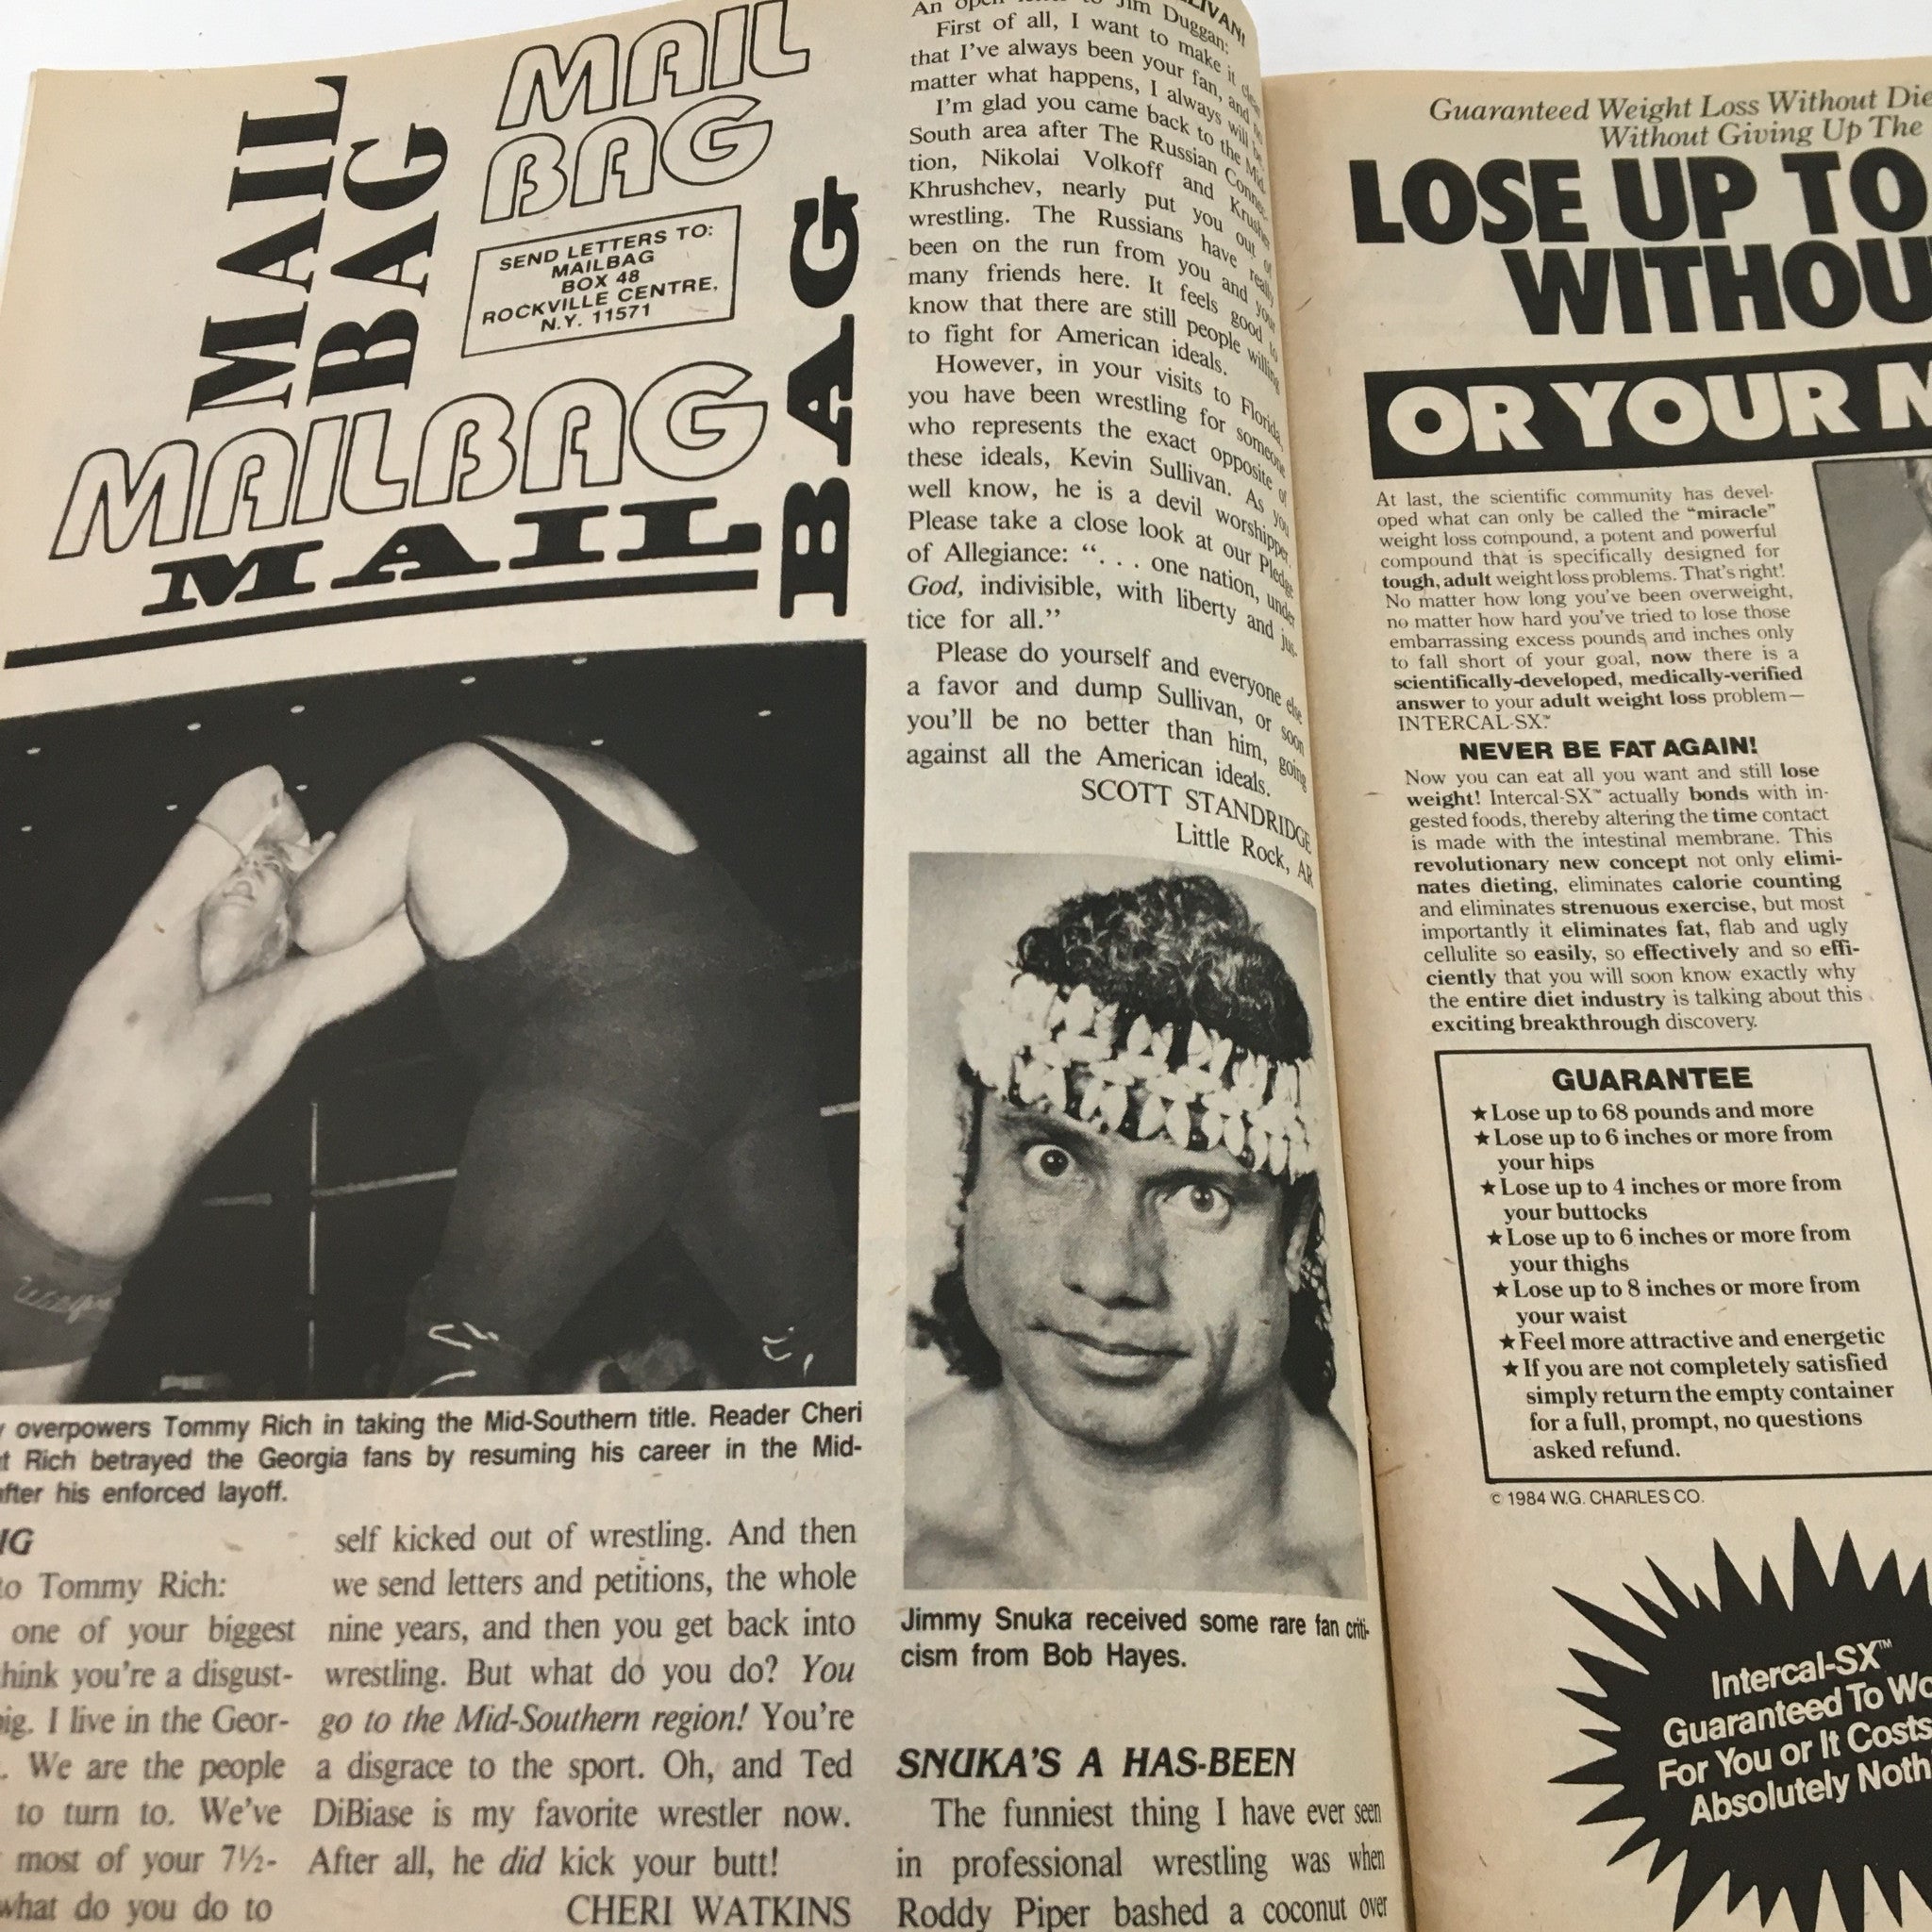 MAIL
BAG
MAIL
BAG
SEND LETTERS TO:
MAILBAG
BOX 48
ROCKVILLE CENTRE,
N.Y. 11571
MAILBAG
MAIL
BAG
overpowers Tommy Rich in taking the Mid-Southern title. Reader Cheri
Rich betrayed the Georgia fans by resuming his career in the Mid-
after his enforced layoff.
to Tommy Rich:
one of your biggest
think you're a disgust-
pig. I live in the Geor-
. We are the people
to turn to. We've
most of your 7½-
what do you do to
self kicked out of wrestling. And then
we send letters and petitions, the whole
nine years, and then you get back into
wrestling. But what do you do? You
go to the Mid-Southern region! You're
a disgrace to the sport. Oh, and Ted
DiBiase is my favorite wrestler now.
After all, he did kick your butt!
CHERI WATKINS
An open letter to Jim Duggan:
First of all, I want to make it clear
that I've always been your fan, and no
matter what happens, I always will be.
I'm glad you came back to the Mid-
South area after The Russian Connec-
tion, Nikolai Volkoff and Krusher
Khrushchev, nearly put you out of
wrestling. The Russians have really
been on the run from you and your
many friends here. It feels good to
know that there are still people willing
to fight for American ideals.
However, in your visits to Florida,
you have been wrestling for someone
who represents the exact opposite of
these ideals, Kevin Sullivan. As you
well know, he is a devil worshipper.
Please take a close look at our Pledge
of Allegiance: ". . . one nation, under
God, indivisible, with liberty and jus-
tice for all."
Please do yourself and everyone else
a favor and dump Sullivan, or soon
you'll be no better than him, going
against all the American ideals.
SCOTT STANDRIDGE
Little Rock, AR
Jimmy Snuka received some rare fan criti-
cism from Bob Hayes.
SNUKA'S A HAS-BEEN
The funniest thing I have ever seen
in professional wrestling was when
Roddy Piper bashed a coconut over
Guaranteed Weight Loss Without
Without Giving Up The
LOSE UP TO
WITHOU
OR YOUR
At last, the scientific community has devel-
oped what can only be called the "miracle"
weight loss compound, a potent and powerful
compound that is specifically designed for
tough, adult weight loss problems. That's right!
No matter how long you've been overweight,
no matter how hard you've tried to lose those
embarrassing excess pounds and inches only
to fall short of your goal, now there is a
scientifically-developed, medically-verified
answer to your adult weight loss problem—
INTERCAL-SX.™
NEVER BE FAT AGAIN!
Now you can eat all you want and still lose
weight! Intercal-SX™ actually bonds with in-
gested foods, thereby altering the time contact
is made with the intestinal membrane. This
revolutionary new concept not only elimi-
nates dieting, eliminates calorie counting
and eliminates strenuous exercise, but most
importantly it eliminates fat, flab and ugly
cellulite so easily, so effectively and so effi-
ciently that you will soon know exactly why
the entire diet industry is talking about this
exciting breakthrough discovery.
GUARANTEE
★Lose up to 68 pounds and more
★Lose up to 6 inches or more from
your hips
★Lose up to 4 inches or more from
your buttocks
★Lose up to 6 inches or more from
your thighs
★Lose up to 8 inches or more from
your waist
★Feel more attractive and energetic
★If you are not completely satisfied
simply return the empty container
for a full, prompt, no questions
asked refund.
© 1984 W.G. CHARLES CO.
Intercal-SX™
Guaranteed To
For You or It Costs
Absolutely